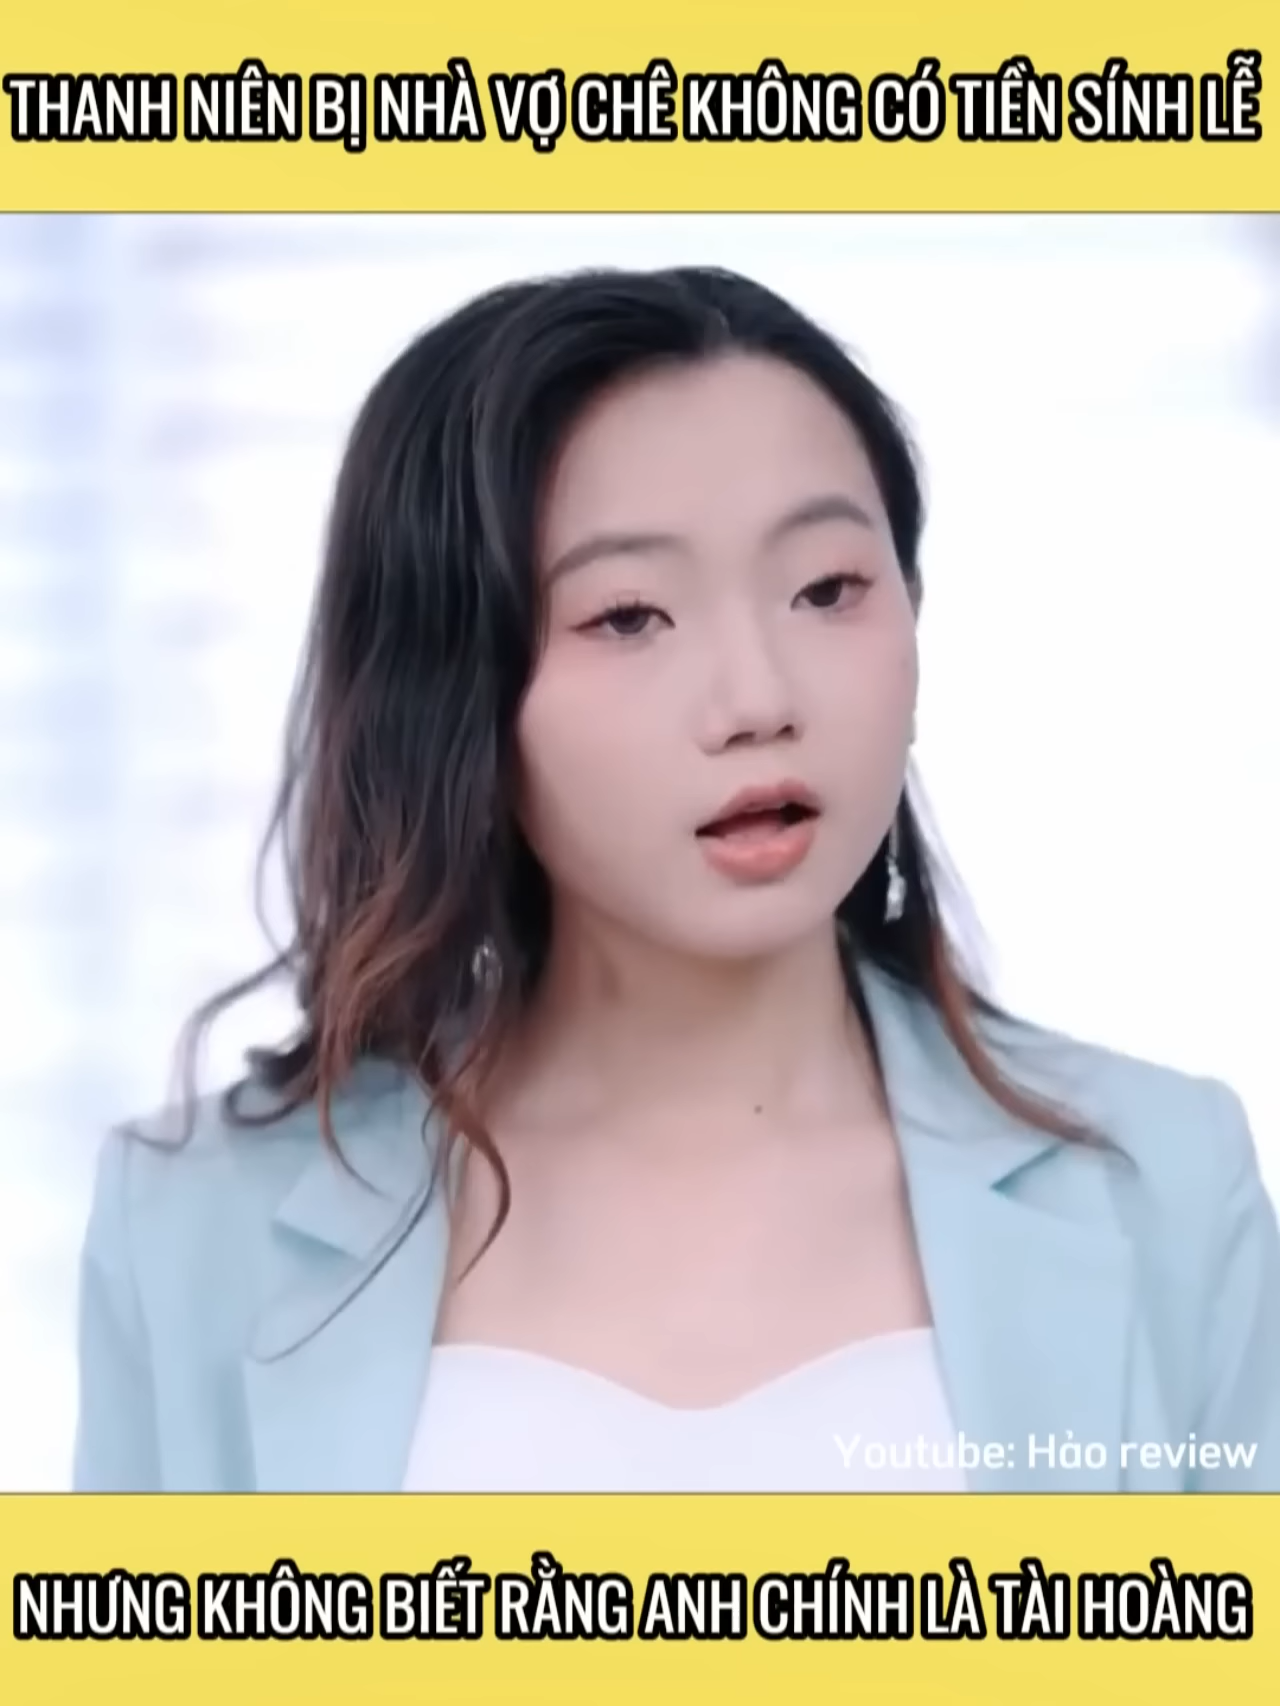 THANH NIÊN BỊ NHÀ VỢ CHÊ KHÔNG CÓ TIỀN SÍNH LỄ
Youtube: Hảo review
NHƯNG KHÔNG BIẾT RẰNG ANH CHÍNH LÀ TÀI HOÀNG